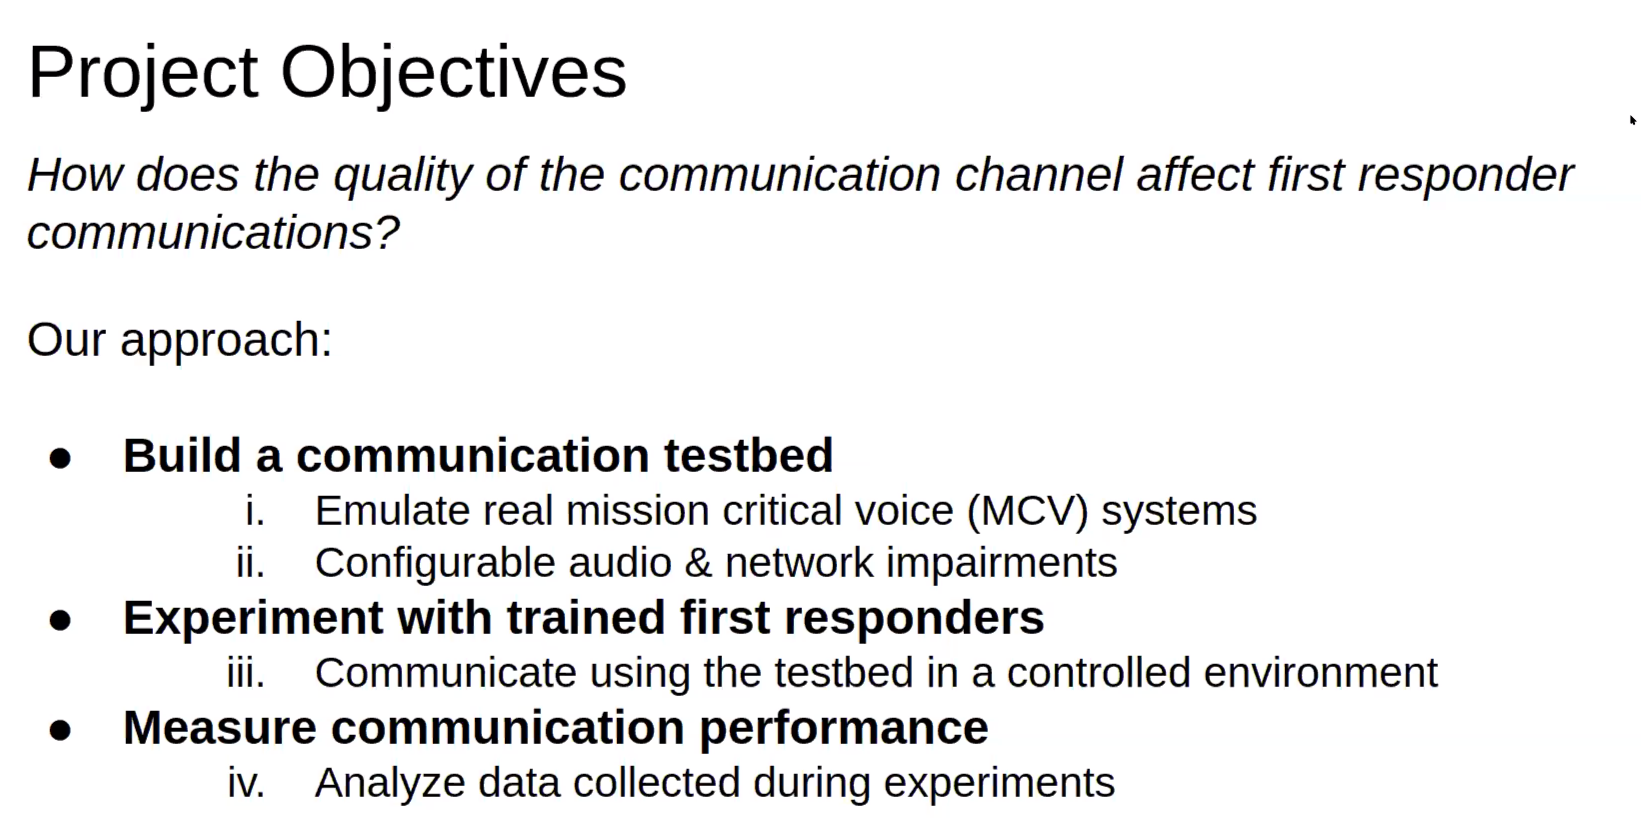 Project Objectives
How does the quality of the communication channel affect first responder
communications?
Our approach:
● Build a communication testbed
i. Emulate real mission critical voice (MCV) systems
ii. Configurable audio & network impairments
● Experiment with trained first responders
iii. Communicate using the testbed in a controlled environment
● Measure communication performance
iv. Analyze data collected during experiments